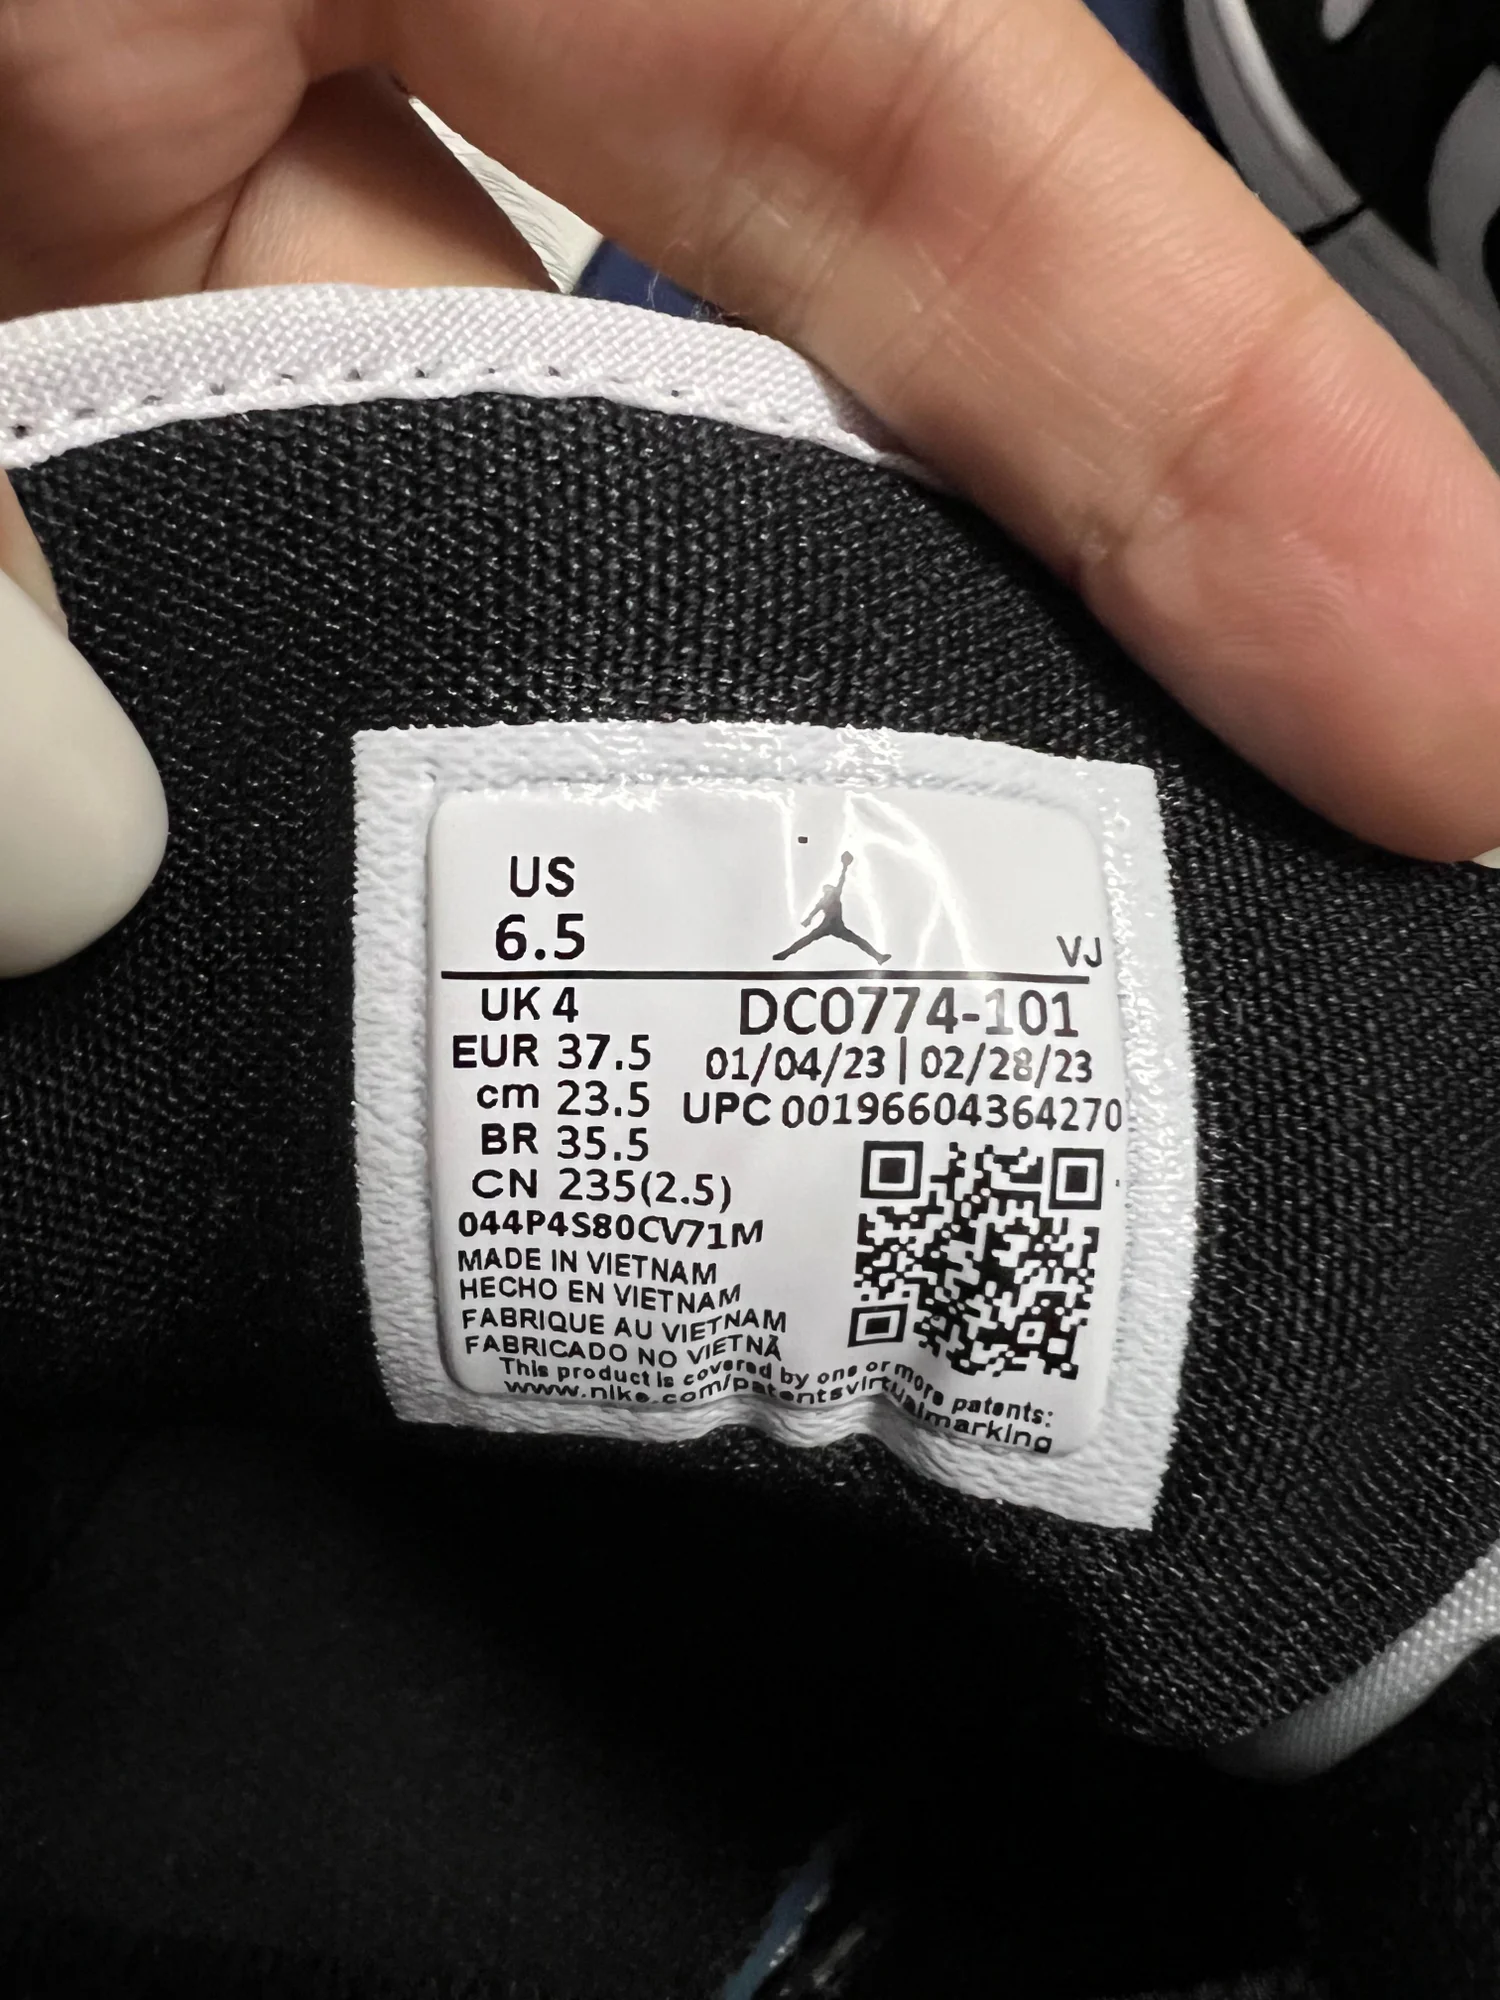 US
6.5
VJ
UK 4
DC0774-101
EUR 37.5
01/04/23 | 02/28/23
cm 23.5
UPC 00196604364270
BR 35.5
CN 235(2.5)
044P4S80CV71M
MADE IN VIETNAM
HECHO EN VIETNAM
FABRIQUE AU VIETNAM
FABRICADO NO VIETNÃ
This product is covered by one or more patents:
www.nike.com/patentsvirtualmarking